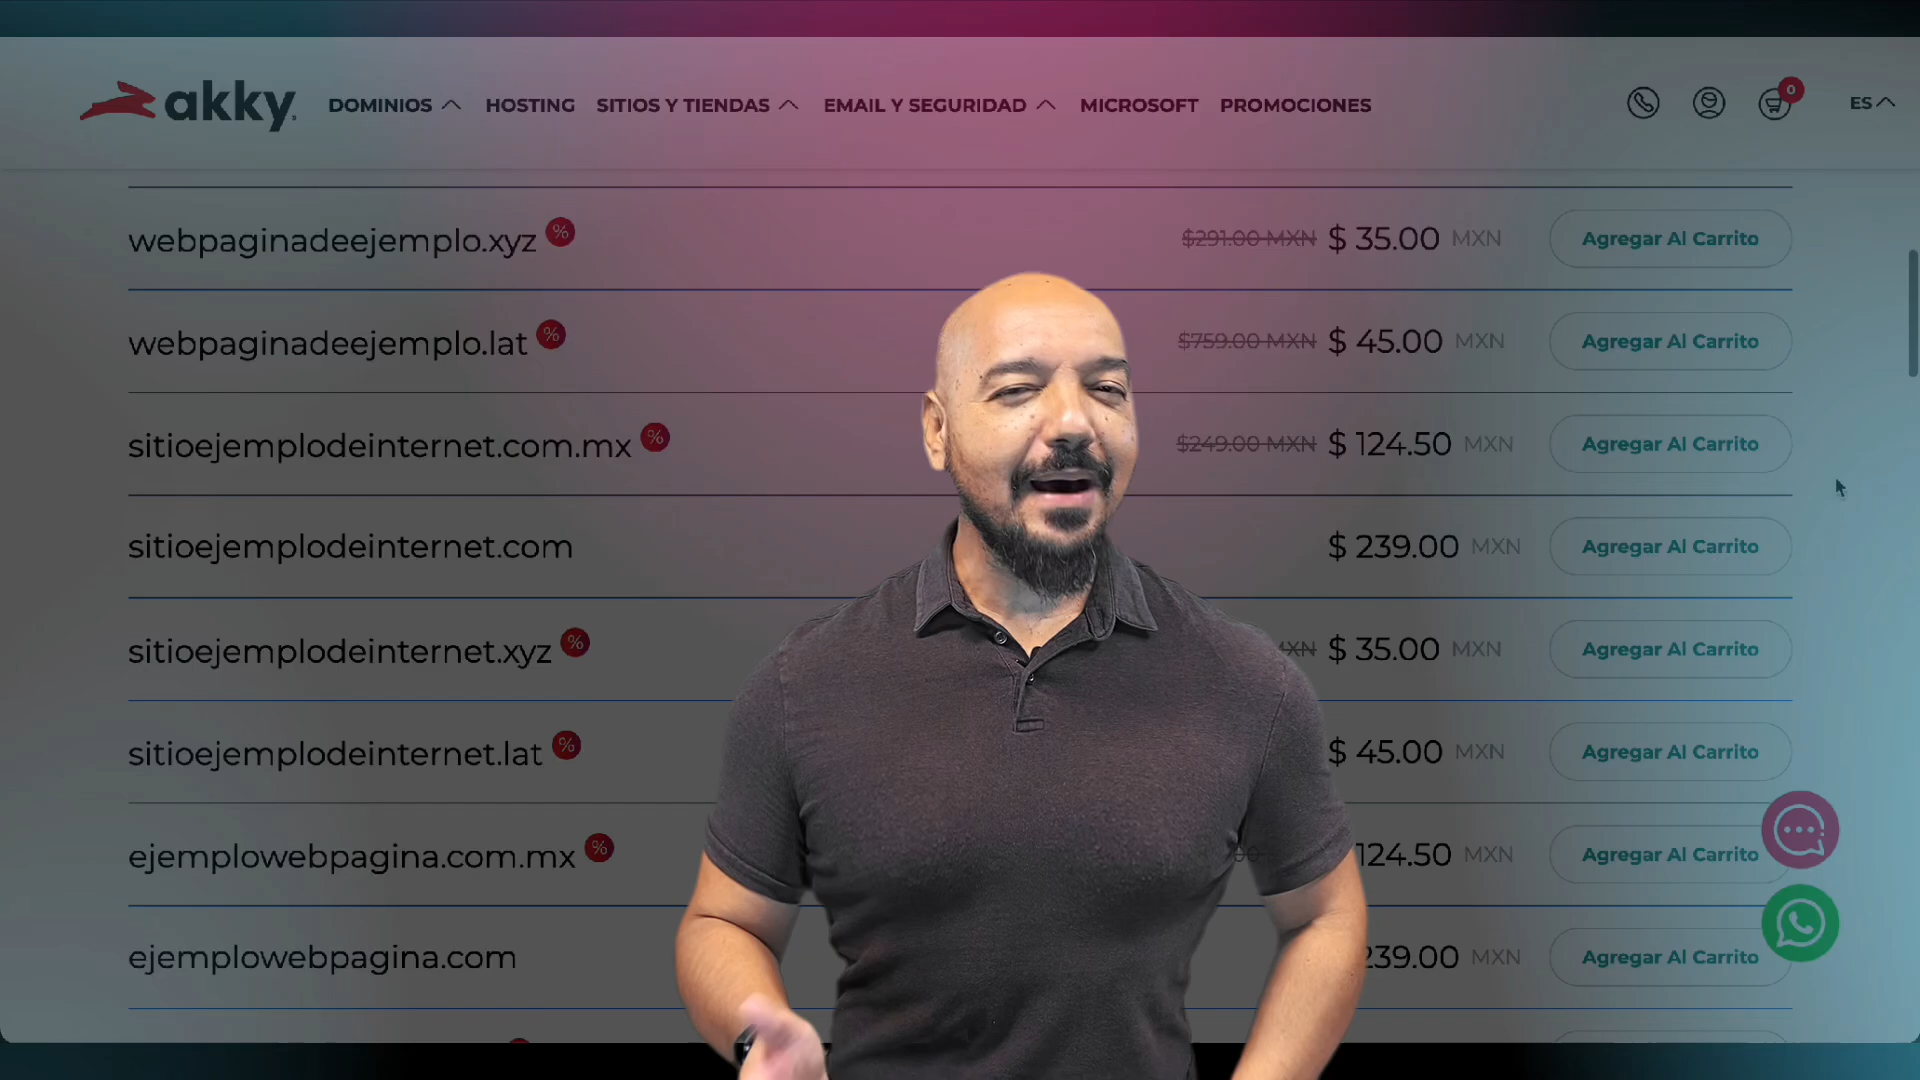 akky.
DOMINIOS HOSTING SITIOS Y TIENDAS EMAIL Y SEGURIDAD MICROSOFT PROMOCIONES 0 ES
webpaginadeejemplo.xyz % $291.00 MXN $ 35.00 MXN Agregar Al Carrito
webpaginadeejemplo.lat % $759.00 MXN $ 45.00 MXN Agregar Al Carrito
sitioejemplodeinternet.com.mx % $249.00 MXN $ 124.50 MXN Agregar Al Carrito
sitioejemplodeinternet.com $ 239.00 MXN Agregar Al Carrito
sitioejemplodeinternet.xyz % $ 35.00 MXN Agregar Al Carrito
sitioejemplodeinternet.lat % $ 45.00 MXN Agregar Al Carrito
ejemplowebpagina.com.mx % 124.50 MXN Agregar Al Carrito
ejemplowebpagina.com 239.00 MXN Agregar Al Carrito